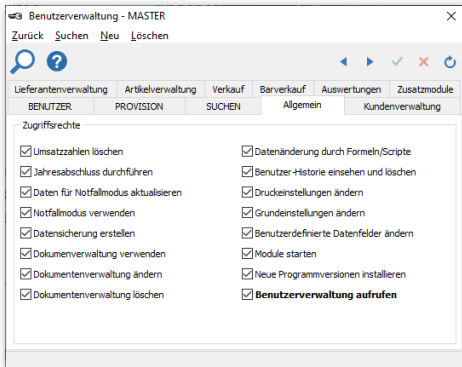 Benutzerverwaltung - MASTER
Zurück Suchen Neu Löschen
Lieferantenverwaltung Artikelverwaltung Verkauf Barverkauf Auswertungen Zusatzmodule
BENUTZER PROVISION SUCHEN Allgemein Kundenverwaltung
Zugriffsrechte
Umsatzzahlen löschen
Jahresabschluss durchführen
Daten für Notfallmodus aktualisieren
Notfallmodus verwenden
Datensicherung erstellen
Dokumenverwaltung verwenden
Dokumentenverwaltung ändern
Dokumentenverwaltung löschen
Datenänderung durch Formeln/Scripte
Benutzer-Historie einsehen und löschen
Druckeinstellungen ändern
Grundeinstellungen ändern
Benutzerdefinierte Datenfelder ändern
Module starten
Neue Programmversionen installieren
Benutzerverwaltung aufrufen